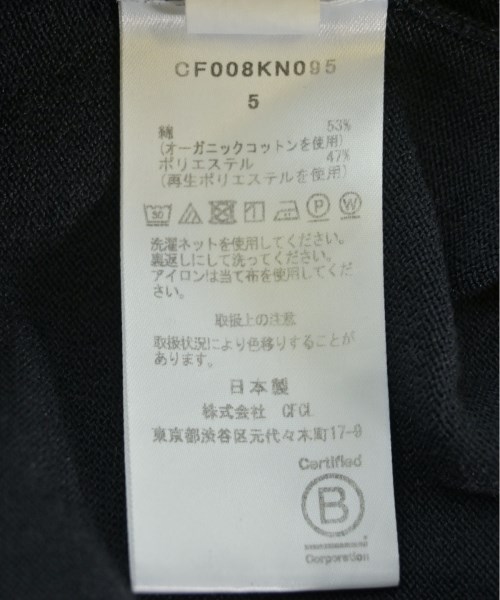 CF008KN095
5
綿 53%
(オーガニックコットンを使用)
ポリエステル 47%
(再生ポリエステルを使用)
洗濯ネットを使用してください。
裏返しにして洗ってください。
アイロンは当て布を使用してくださ
い。
取扱上の注意
取扱状況により色移りすることが
あります。
日本製
株式会社 CFCL
東京都渋谷区元代々木町17-9
Certified
B
Corporation